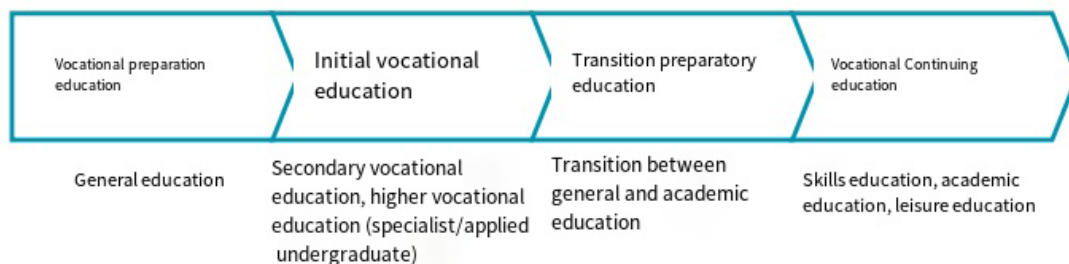 Vocational preparation
education
Initial vocational
education
Transition preparatory
education
Vocational Continuing
education
General education
Secondary vocational
education, higher vocational
education (specialist/applied
undergraduate)
Transition between
general and academic
education
Skills education, academic
education, leisure education